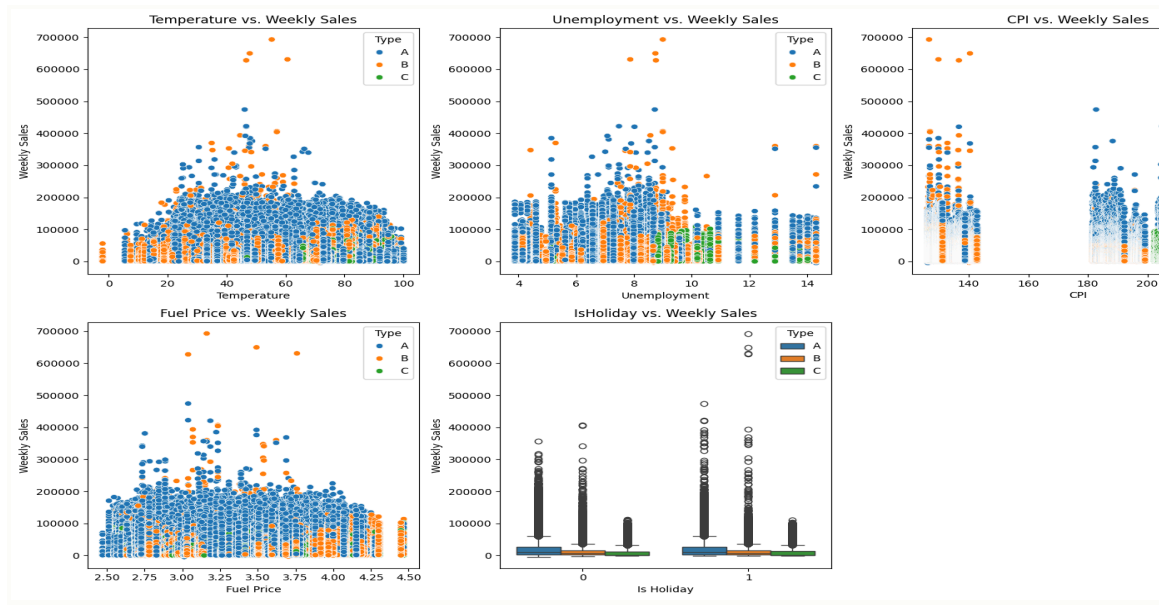 Temperature vs. Weekly Sales
Weekly Sales
700000
600000
500000
400000
300000
200000
100000
0
0
20
40
60
80
100
Temperature
Type
A
B
C
Unemployment vs. Weekly Sales
Weekly Sales
700000
600000
500000
400000
300000
200000
100000
0
4
6
8
10
12
14
Unemployment
Type
A
B
C
CPI vs. Weekly Sales
Weekly Sales
700000
600000
500000
400000
300000
200000
100000
0
140
160
180
200
CPI
Fuel Price vs. Weekly Sales
Weekly Sales
700000
600000
500000
400000
300000
200000
100000
0
2.50
2.75
3.00
3.25
3.50
3.75
4.00
4.25
4.50
Fuel Price
Type
A
B
C
IsHoliday vs. Weekly Sales
Weekly Sales
700000
600000
500000
400000
300000
200000
100000
0
0
1
Is Holiday
Type
A
B
C